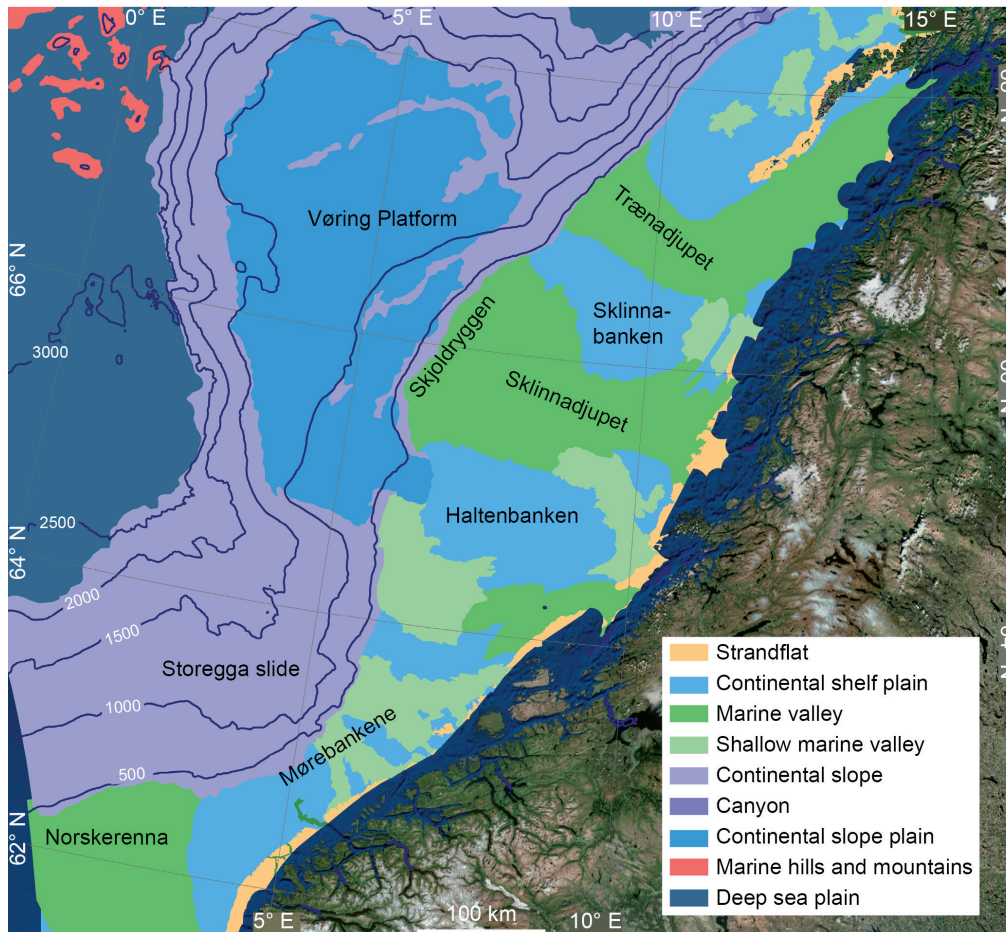 0° E
5° E
10° E
15° E
Vøring Platform
Trænadjupet
66° N
Sklinna-
banken
3000
Skjoldryggen
Sklinnadjupet
Haltenbanken
2500
64° N
2000
1500
Storegga slide
1000
Mørebankene
500
Norskerenna
62° N
5° E
100 km
10° E
Strandflat
Continental shelf plain
Marine valley
Shallow marine valley
Continental slope
Canyon
Continental slope plain
Marine hills and mountains
Deep sea plain